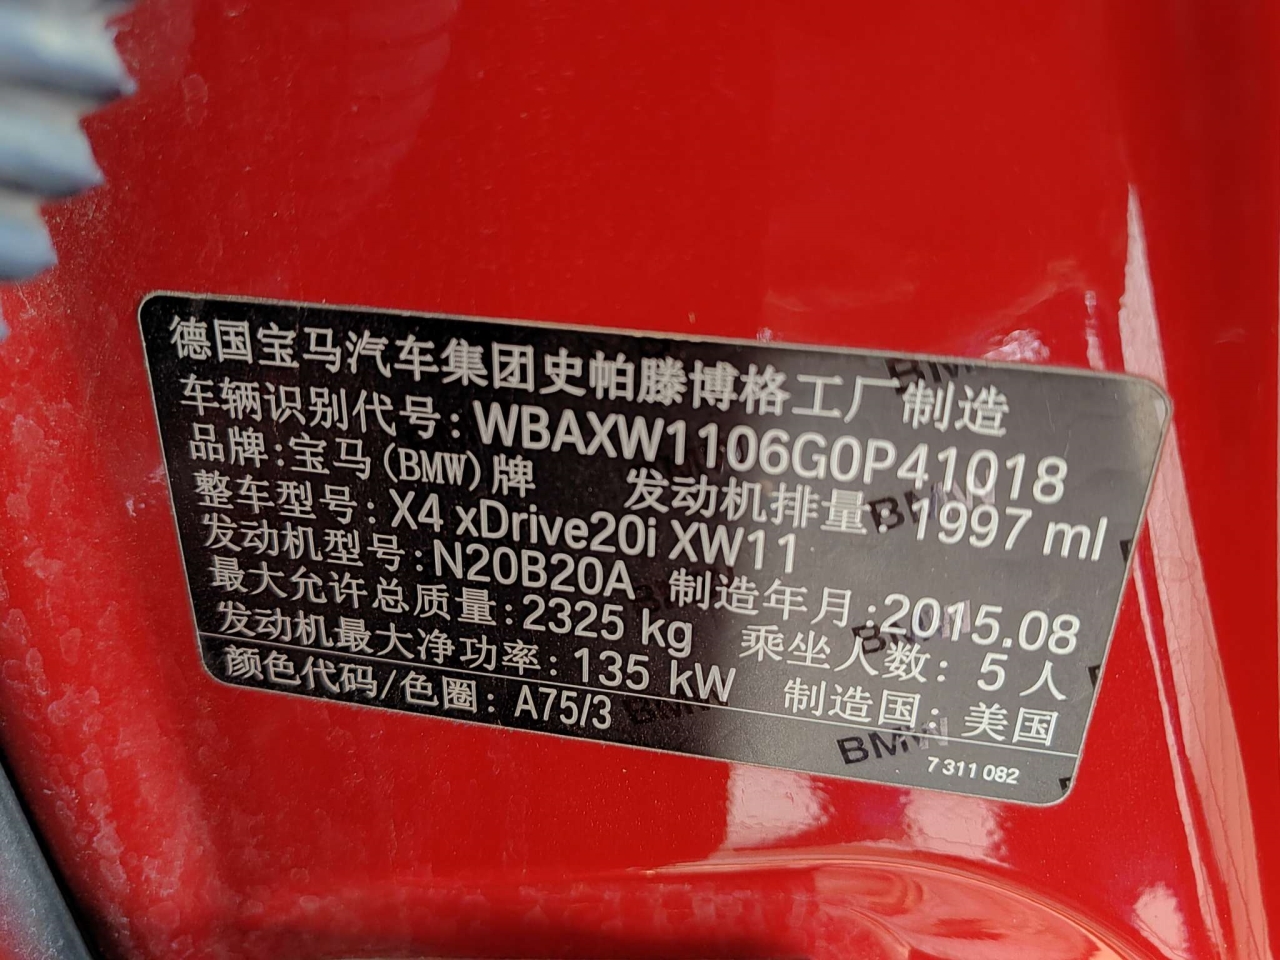 德国宝马汽车集团史帕滕博格工厂制造
车辆识别代号:WBAXW1106G0P41018
品牌:宝马(BMW)牌 发动机排量:1997 ml
整车型号:X4 xDrive20i XW11
发动机型号:N20B20A 制造年月:2015.08
最大允许总质量:2325 kg 乘坐人数:5人
发动机最大净功率:135 kW 制造国:美国
颜色代码/色圈:A75/3
7 311 082
BMW
BMW
BMW
BMW